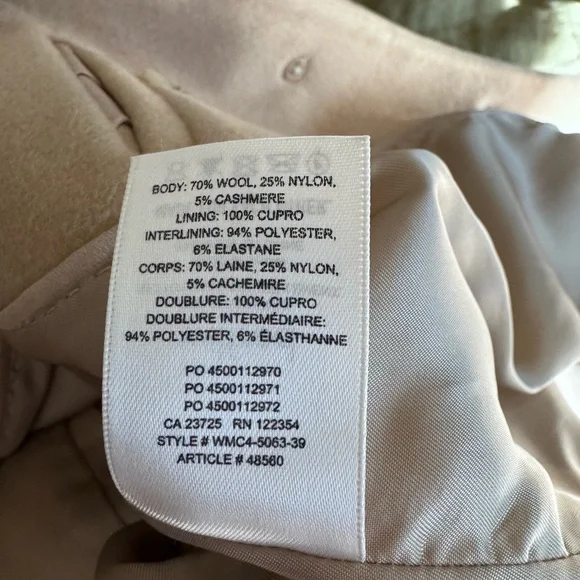 BODY: 70% WOOL, 25% NYLON,
5% CASHMERE
LINING: 100% CUPRO
INTERLINING: 94% POLYESTER,
6% ELASTANE
CORPS: 70% LAINE, 25% NYLON,
5% CACHEMIRE
DOUBLURE: 100% CUPRO
DOUBLURE INTERMÉDIAIRE:
94% POLYESTER, 6% ÉLASTHANNE
PO 4500112970
PO 4500112971
PO 4500112972
CA 23725 RN 122354
STYLE # WMC4-5063-39
ARTICLE # 48560